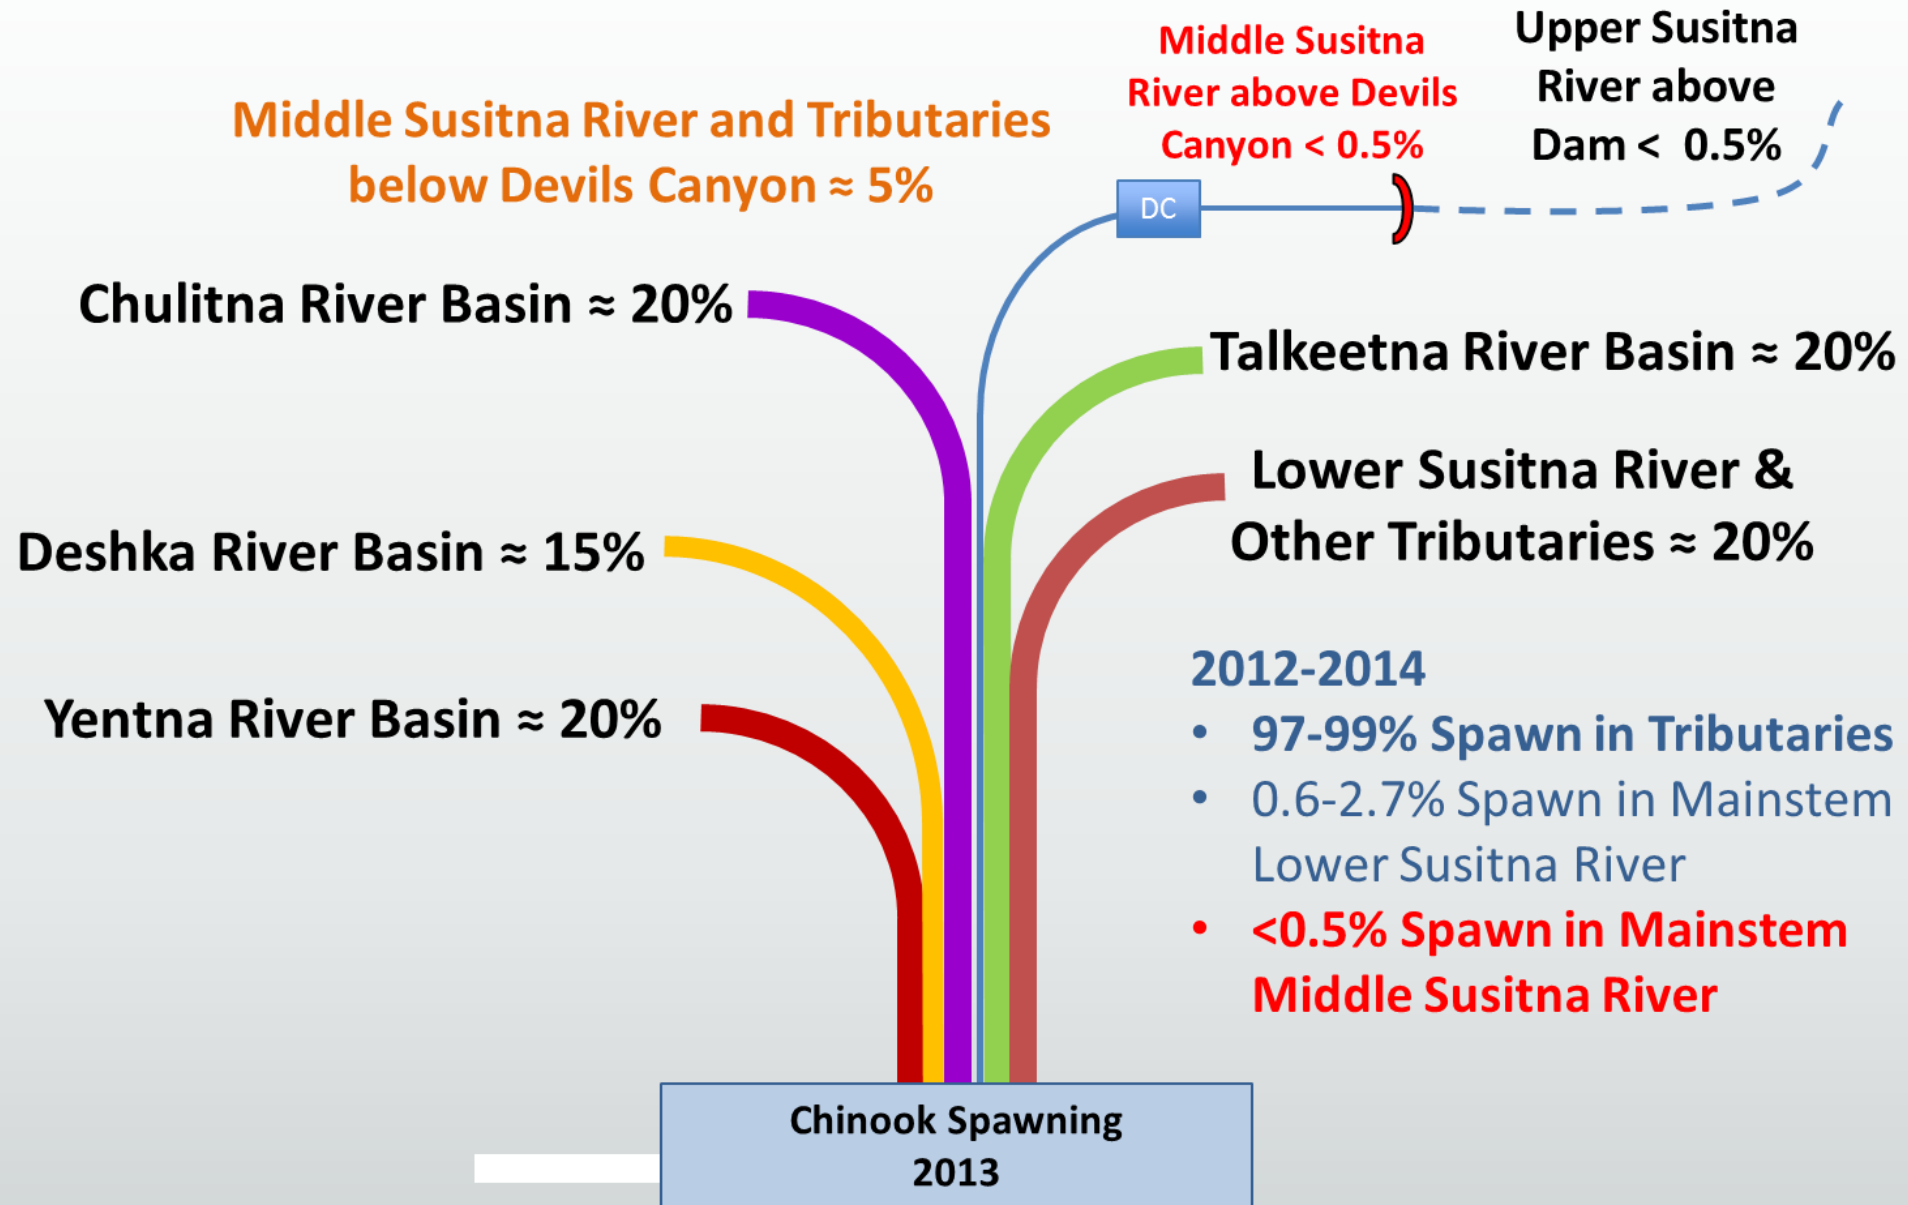 Middle Susitna
River above Devils
Canyon < 0.5%
Upper Susitna
River above
Dam <  0.5%
Middle Susitna River and Tributaries
below Devils Canyon ≈ 5%
DC
Chulitna River Basin ≈ 20%
Talkeetna River Basin ≈ 20%
Lower Susitna River &
Other Tributaries ≈ 20%
Deshka River Basin ≈ 15%
Yentna River Basin ≈ 20%
2012-2014
• 97-99% Spawn in Tributaries
• 0.6-2.7% Spawn in Mainstem
Lower Susitna River
• <0.5% Spawn in Mainstem
Middle Susitna River
Chinook Spawning
2013